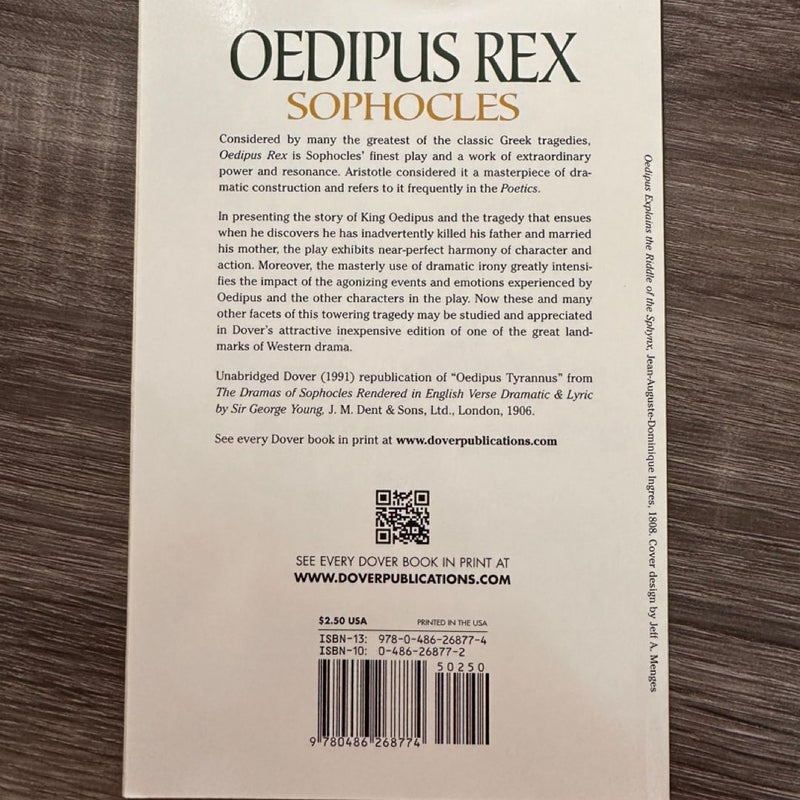 OEDIPUS REX
SOPHOCLES
Considered by many the greatest of the classic Greek tragedies,
Oedipus Rex is Sophocles' finest play and a work of extraordinary
power and resonance. Aristotle considered it a masterpiece of dra-
matic construction and refers to it frequently in the Poetics.
In presenting the story of King Oedipus and the tragedy that ensues
when he discovers he has inadvertently killed his father and married
his mother, the play exhibits near-perfect harmony of character and
action. Moreover, the masterly use of dramatic irony greatly intensi-
fies the impact of the agonizing events and emotions experienced by
Oedipus and the other characters in the play. Now these and many
other facets of this towering tragedy may be studied and appreciated
in Dover's attractive inexpensive edition of one of the great land-
marks of Western drama.
Unabridged Dover (1991) republication of "Oedipus Tyrannus" from
The Dramas of Sophocles Rendered in English Verse Dramatic & Lyric
by Sir George Young, J. M. Dent & Sons, Ltd., London, 1906.
See every Dover book in print at www.doverpublications.com
SEE EVERY DOVER BOOK IN PRINT AT
WWW.DOVERPUBLICATIONS.COM
$2.50 USA PRINTED IN THE USA
ISBN-13: 978-0-486-26877-4
ISBN-10: 0-486-26877-2
50250
9 780486 268774
Oedipus Explains the Riddle of the Sphynx, Jean-Auguste-Dominique Ingres, 1808. Cover design by Jeff A. Menges